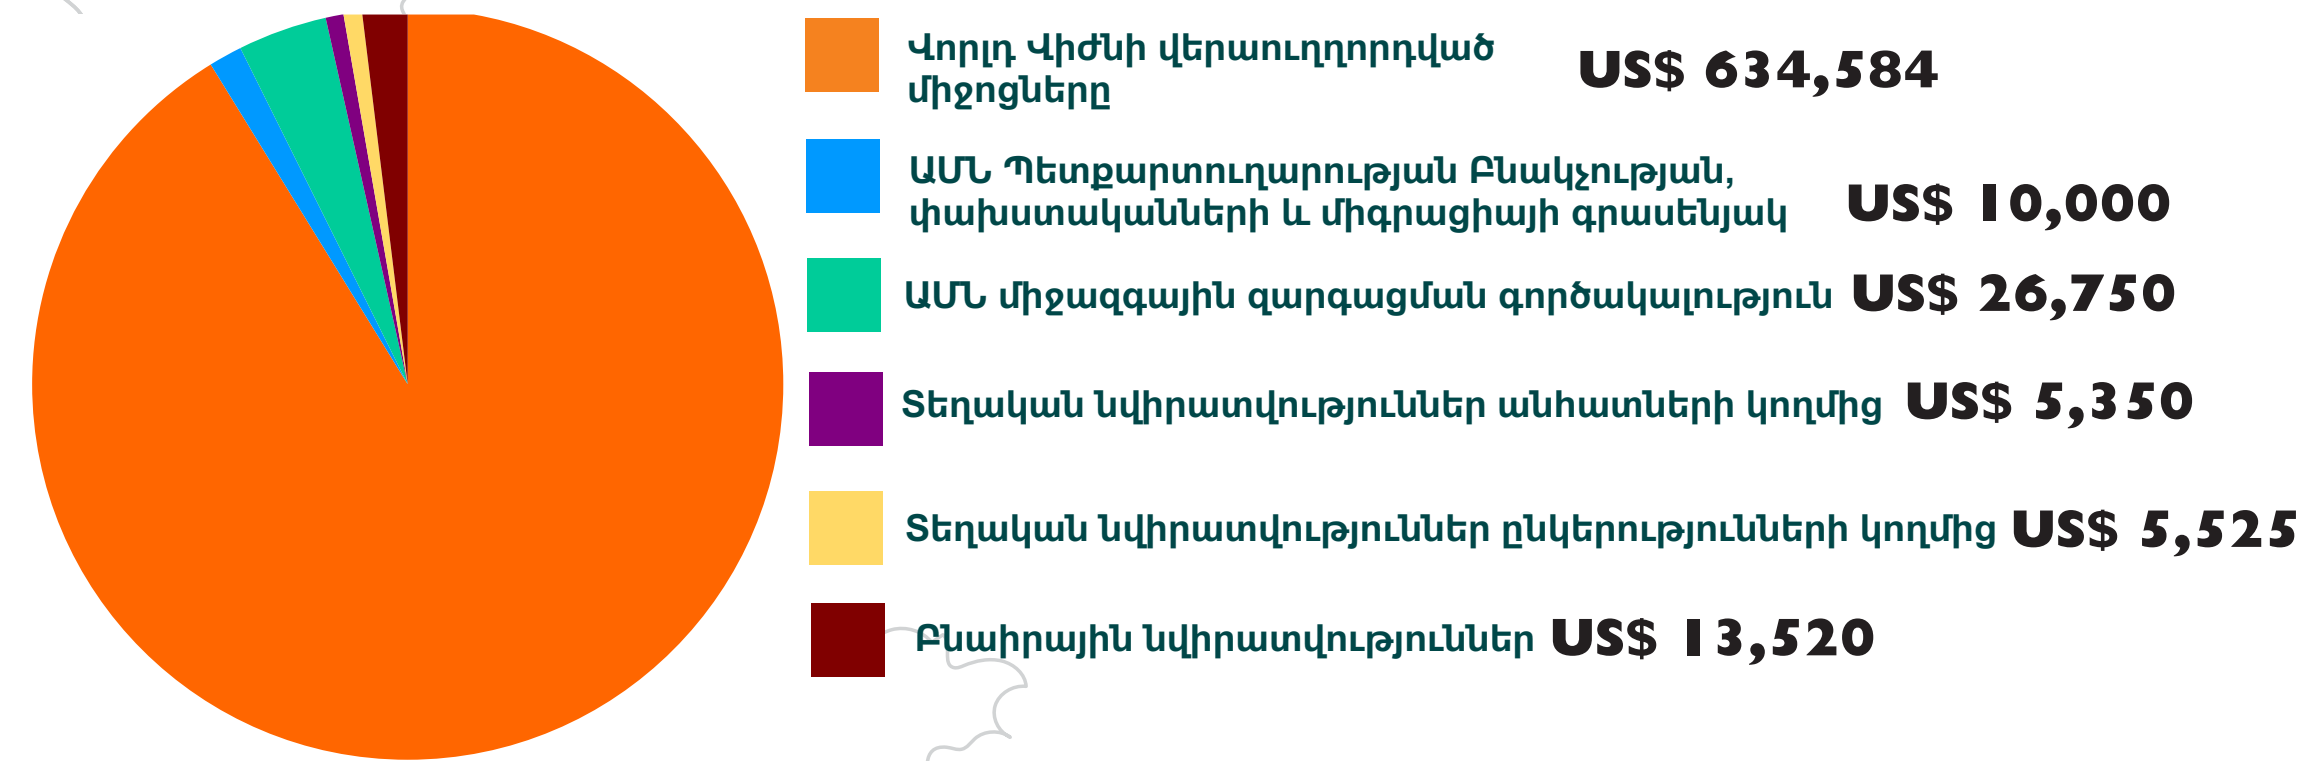 Վորլդ Վիժնի վերաուղղորդված
միջոցները
US$ 634,584
ԱՄՆ Պետքարտուղարության Բնակչության,
փախստականների և միգրացիայի գրասենյակ
US$ 10,000
ԱՄՆ միջազգային զարգացման գործակալություն US$ 26,750
Տեղական նվիրատվություններ անհատների կողմից US$ 5,350
Տեղական նվիրատվություններ ընկերությունների կողմից US$ 5,525
Բնաիրային նվիրատվություններ US$ 13,520